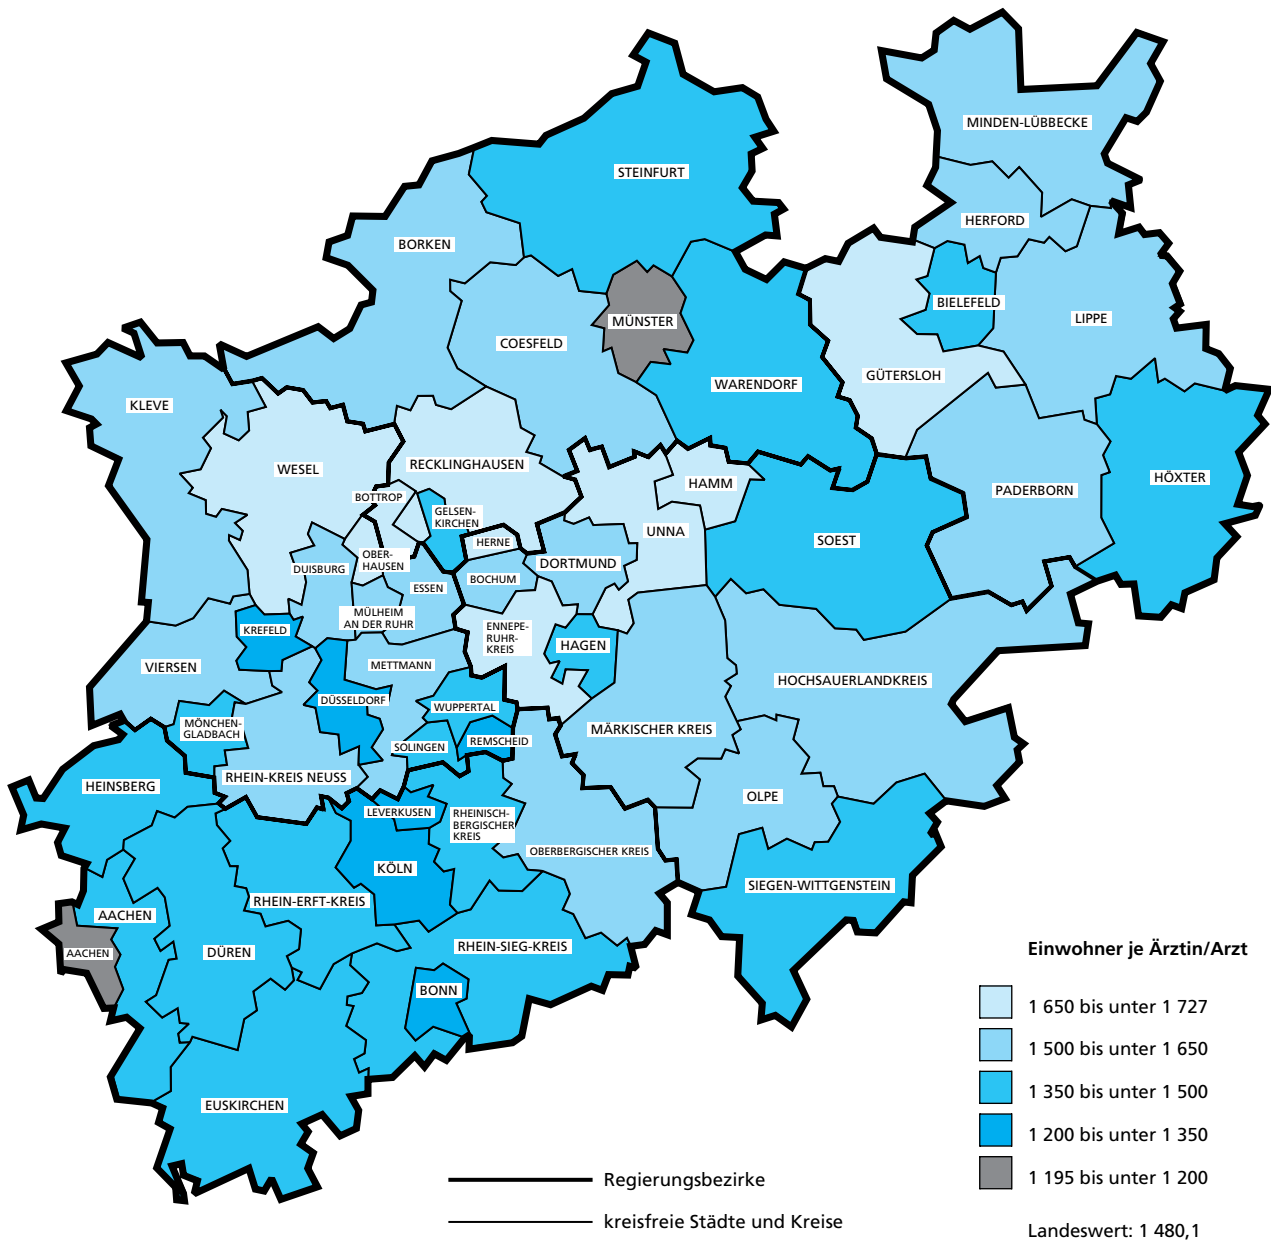 MINDEN-LÜBBECKE
STEINFURT
HERFORD
BORKEN
BIELEFELD
LIPPE
MÜNSTER
COESFELD
GÜTERSLOH
WARENDORF
KLEVE
RECKLINGHAUSEN
WESEL
HÖXTER
HAMM
PADERBORN
BOTTROP
GELSEN-
KIRCHEN
UNNA
SOEST
HERNE
OBER-
HAUSEN
DORTMUND
DUISBURG
BOCHUM
ESSEN
MÜLHEIM
AN DER RUHR
KREFELD
ENNEPE-
RUHR-
KREIS
HAGEN
VIERSEN
METTMANN
HOCHSAUERLANDKREIS
DÜSSELDORF
WUPPERTAL
MÖNCHEN-
GLADBACH
MÄRKISCHER KREIS
REMSCHEID
SOLINGEN
RHEIN-KREIS NEUSS
HEINSBERG
OLPE
LEVERKUSEN
RHEINISCH-
BERGISCHER
KREIS
OBERBERGISCHER KREIS
KÖLN
SIEGEN-WITTGENSTEIN
RHEIN-ERFT-KREIS
AACHEN
RHEIN-SIEG-KREIS
AACHEN
DÜREN
BONN
EUSKIRCHEN
Einwohner je Ärztin/Arzt
1 650 bis unter 1 727
1 500 bis unter 1 650
1 350 bis unter 1 500
1 200 bis unter 1 350
1 195 bis unter 1 200
Landeswert: 1 480,1
Regierungsbezirke
kreisfreie Städte und Kreise